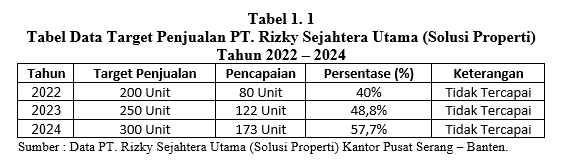 Tabel 1. 1
Tabel Data Target Penjualan PT. Rizky Sejahtera Utama (Solusi Properti)
Tahun 2022 – 2024
Tahun Target Penjualan Pencapaian Persentase (%) Keterangan
2022 200 Unit 80 Unit 40% Tidak Tercapai
2023 250 Unit 122 Unit 48,8% Tidak Tercapai
2024 300 Unit 173 Unit 57,7% Tidak Tercapai
Sumber : Data PT. Rizky Sejahtera Utama (Solusi Properti) Kantor Pusat Serang – Banten.